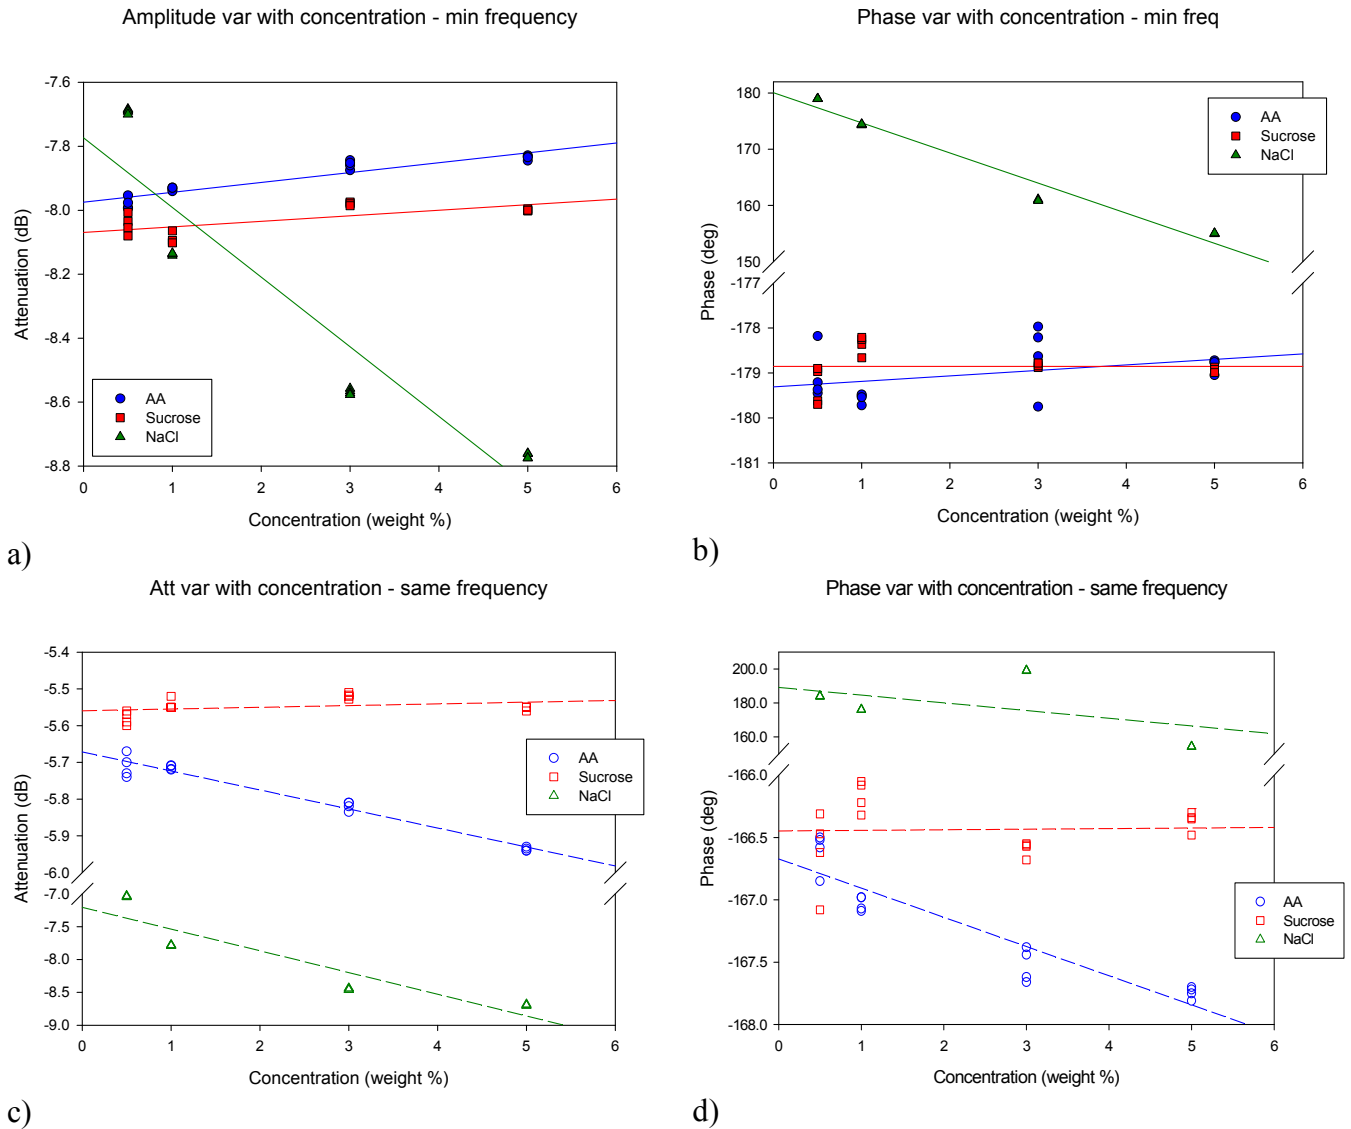 Amplitude var with concentration - min frequency
-7.6
-7.8
-8.0
-8.2
-8.4
-8.6
-8.8
Attenuation (dB)
AA
Sucrose
NaCl
0 1 2 3 4 5 6
Concentration (weight %)
a)
Phase var with concentration - min freq
180
170
160
150
-177
-178
-179
-180
-181
Phase (deg)
AA
Sucrose
NaCl
0 1 2 3 4 5 6
Concentration (weight %)
b)
Att var with concentration - same frequency
-5.4
-5.5
-5.6
-5.7
-5.8
-5.9
-6.0
-7.0
-7.5
-8.0
-8.5
-9.0
Attenuation (dB)
AA
Sucrose
NaCl
0 1 2 3 4 5 6
Concentration (weight %)
c)
Phase var with concentration - same frequency
200.0
180.0
160.0
-166.0
-166.5
-167.0
-167.5
-168.0
Phase (deg)
AA
Sucrose
NaCl
0 1 2 3 4 5 6
Concentration (weight %)
d)